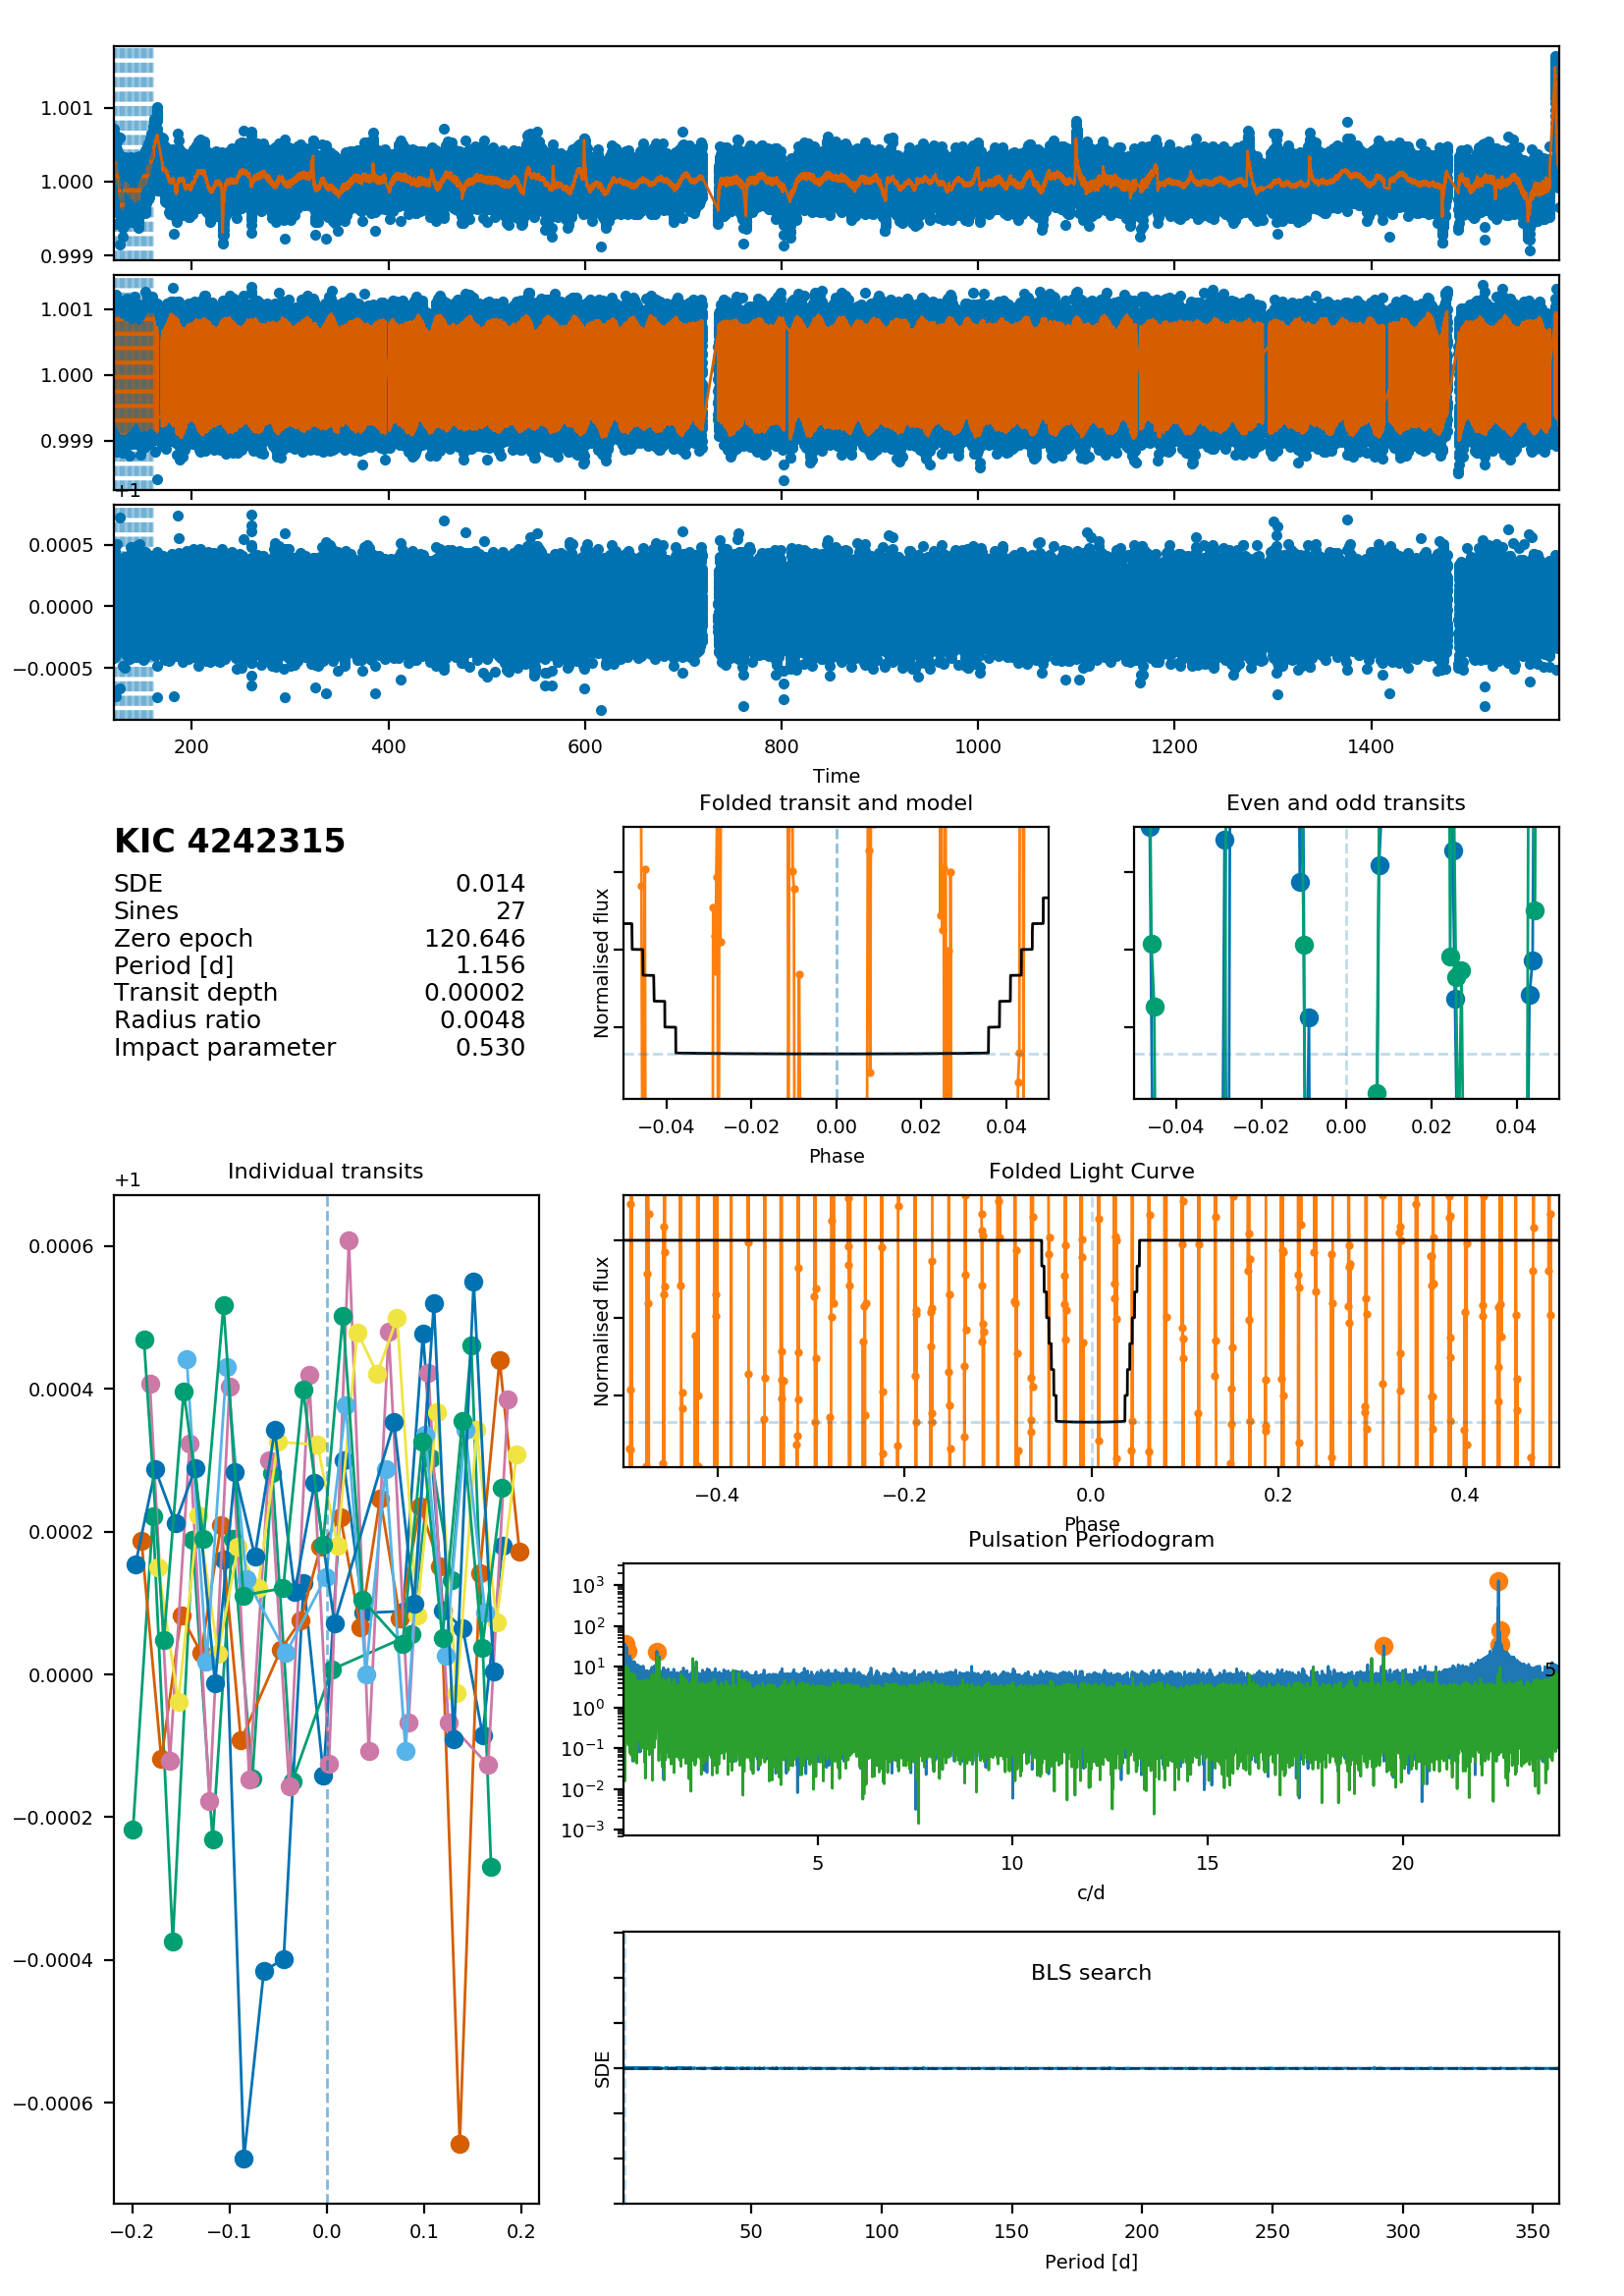 1.001
1.000
0.999
1.001
1.000
0.999
+1
0.0005
0.0000
−0.0005
200 400 600 800 1000 1200 1400
Time
KIC 4242315
SDE 0.014
Sines 27
Zero epoch 120.646
Period [d] 1.156
Transit depth 0.00002
Radius ratio 0.0048
Impact parameter 0.530
Folded transit and model
Normalised flux
−0.04 −0.02 0.00 0.02 0.04
Phase
Even and odd transits
−0.04 −0.02 0.00 0.02 0.04
Individual transits
+1
0.0006
0.0004
0.0002
0.0000
−0.0002
−0.0004
−0.0006
−0.2 −0.1 0.0 0.1 0.2
Folded Light Curve
Normalised flux
−0.4 −0.2 0.0 0.2 0.4
Phase
Pulsation Periodogram
10³
10²
10¹
10⁰
10⁻¹
10⁻²
10⁻³
5
5 10 15 20
c/d
BLS search
SDE
50 100 150 200 250 300 350
Period [d]